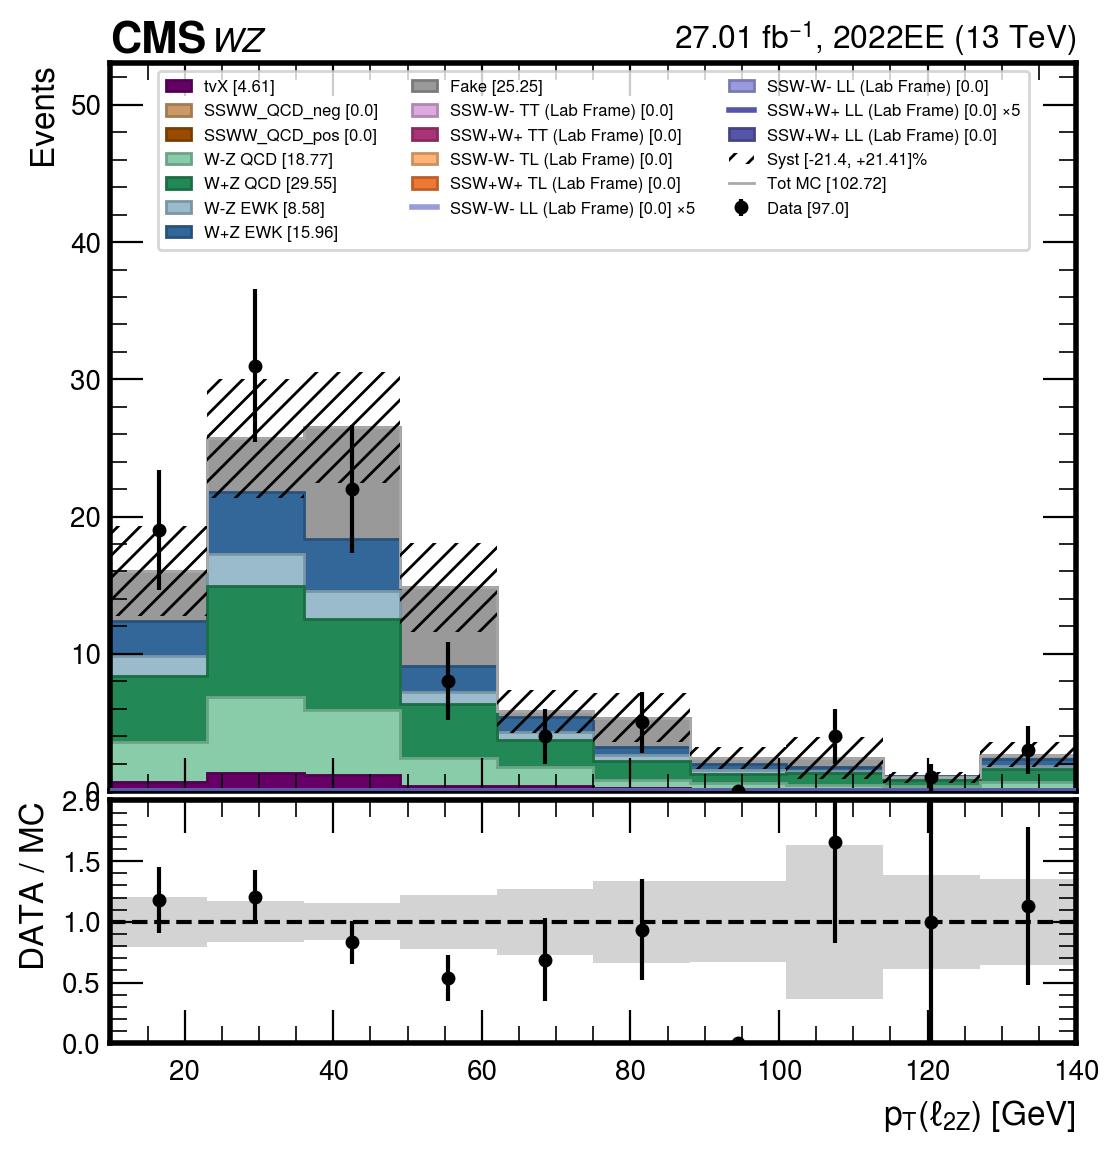 CMS WZ 27.01 fb⁻¹, 2022EE (13 TeV)
Events
tvX [4.61]
SSWW_QCD_neg [0.0]
SSWW_QCD_pos [0.0]
W-Z QCD [18.77]
W+Z QCD [29.55]
W-Z EWK [8.58]
W+Z EWK [15.96]
Fake [25.25]
SSW-W- TT (Lab Frame) [0.0]
SSW+W+ TT (Lab Frame) [0.0]
SSW-W- TL (Lab Frame) [0.0]
SSW+W+ TL (Lab Frame) [0.0]
SSW-W- LL (Lab Frame) [0.0] ×5
SSW-W- LL (Lab Frame) [0.0]
SSW+W+ LL (Lab Frame) [0.0] ×5
SSW+W+ LL (Lab Frame) [0.0]
Syst [-21.4, +21.41]%
Tot MC [102.72]
Data [97.0]
50
40
30
20
10
0
DATA / MC
2.0
1.5
1.0
0.5
0.0
20 40 60 80 100 120 140
p_T(ℓ_2Z) [GeV]